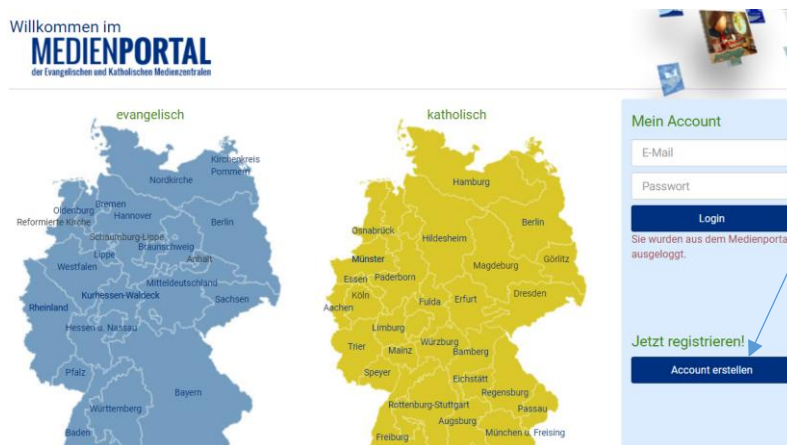 Willkommen im
MEDIENPORTAL
der Evangelischen und Katholischen Medienzentralen
evangelisch
Kirchenkreis
Pommern
Nordkirche
Bremen
Oldenburg
Hannover
Reformierte Kirche
Berlin
Schaumburg-Lippe
Braunschweig
Lippe
Anhalt
Westfalen
Mitteldeutschland
Kurhessen-Waldeck
Sachsen
Rheinland
Hessen u. Nassau
Pfalz
Bayern
Württemberg
Baden
katholisch
Hamburg
Osnabrück
Berlin
Hildesheim
Münster
Magdeburg
Görlitz
Essen
Paderborn
Köln
Dresden
Aachen
Fulda
Erfurt
Limburg
Trier
Würzburg
Mainz
Bamberg
Speyer
Eichstätt
Regensburg
Rottenburg-Stuttgart
Passau
Augsburg
Freiburg
München u. Freising
Mein Account
E-Mail
Passwort
Login
Sie wurden aus dem Medienporta
ausgeloggt.
Jetzt registrieren!
Account erstellen